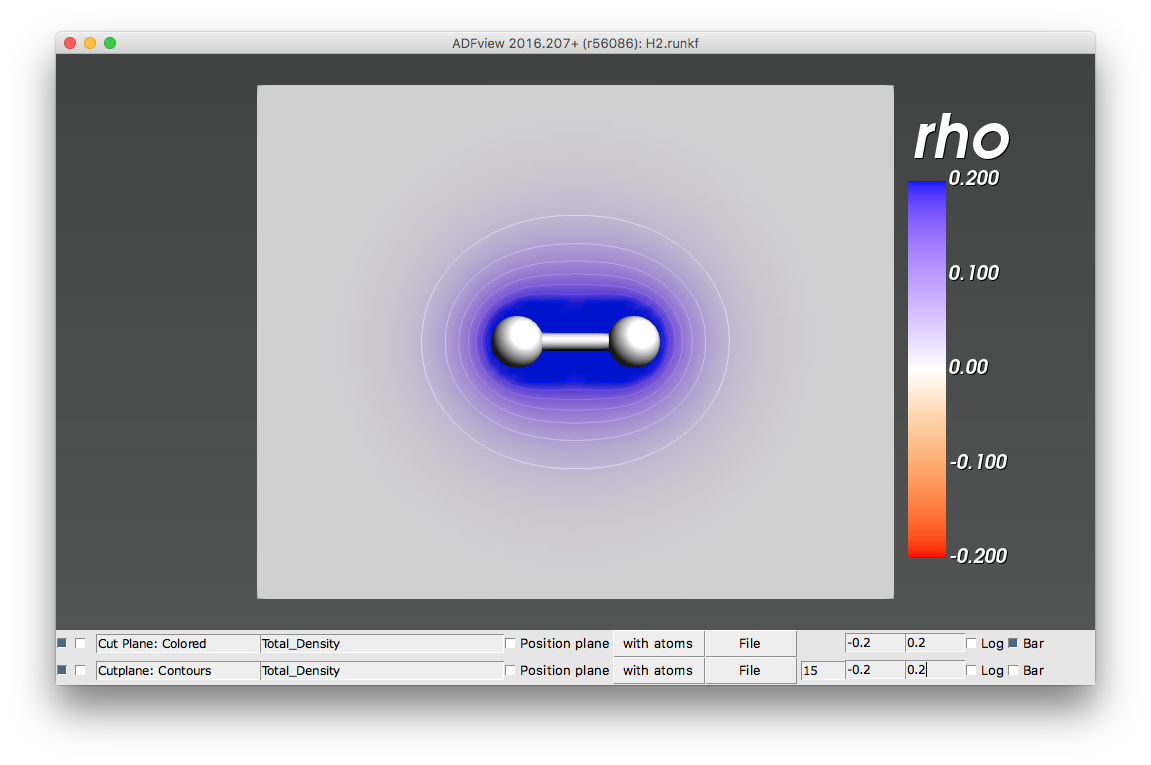 ADFview 2016.207+ (r56086): H2.runkf
rho
0.200
0.100
0.00
-0.100
-0.200
Cut Plane: Colored Total_Density Position plane with atoms File -0.2 0.2 Log Bar
Cutplane: Contours Total_Density Position plane with atoms File 15 -0.2 0.2 Log Bar